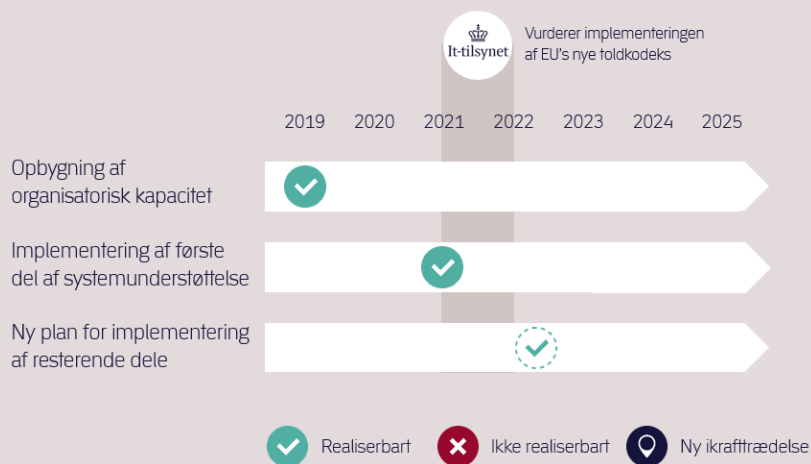 It-tilsynet
Vurderer implementeringen
af EU's nye toldkodeks
2019 2020 2021 2022 2023 2024 2025
Opbygning af
organisatorisk kapacitet
Implementering af første
del af systemunderstøttelse
Ny plan for implementering
af resterende dele
Realiserbart Ikke realiserbart Ny ikrafttrædelse